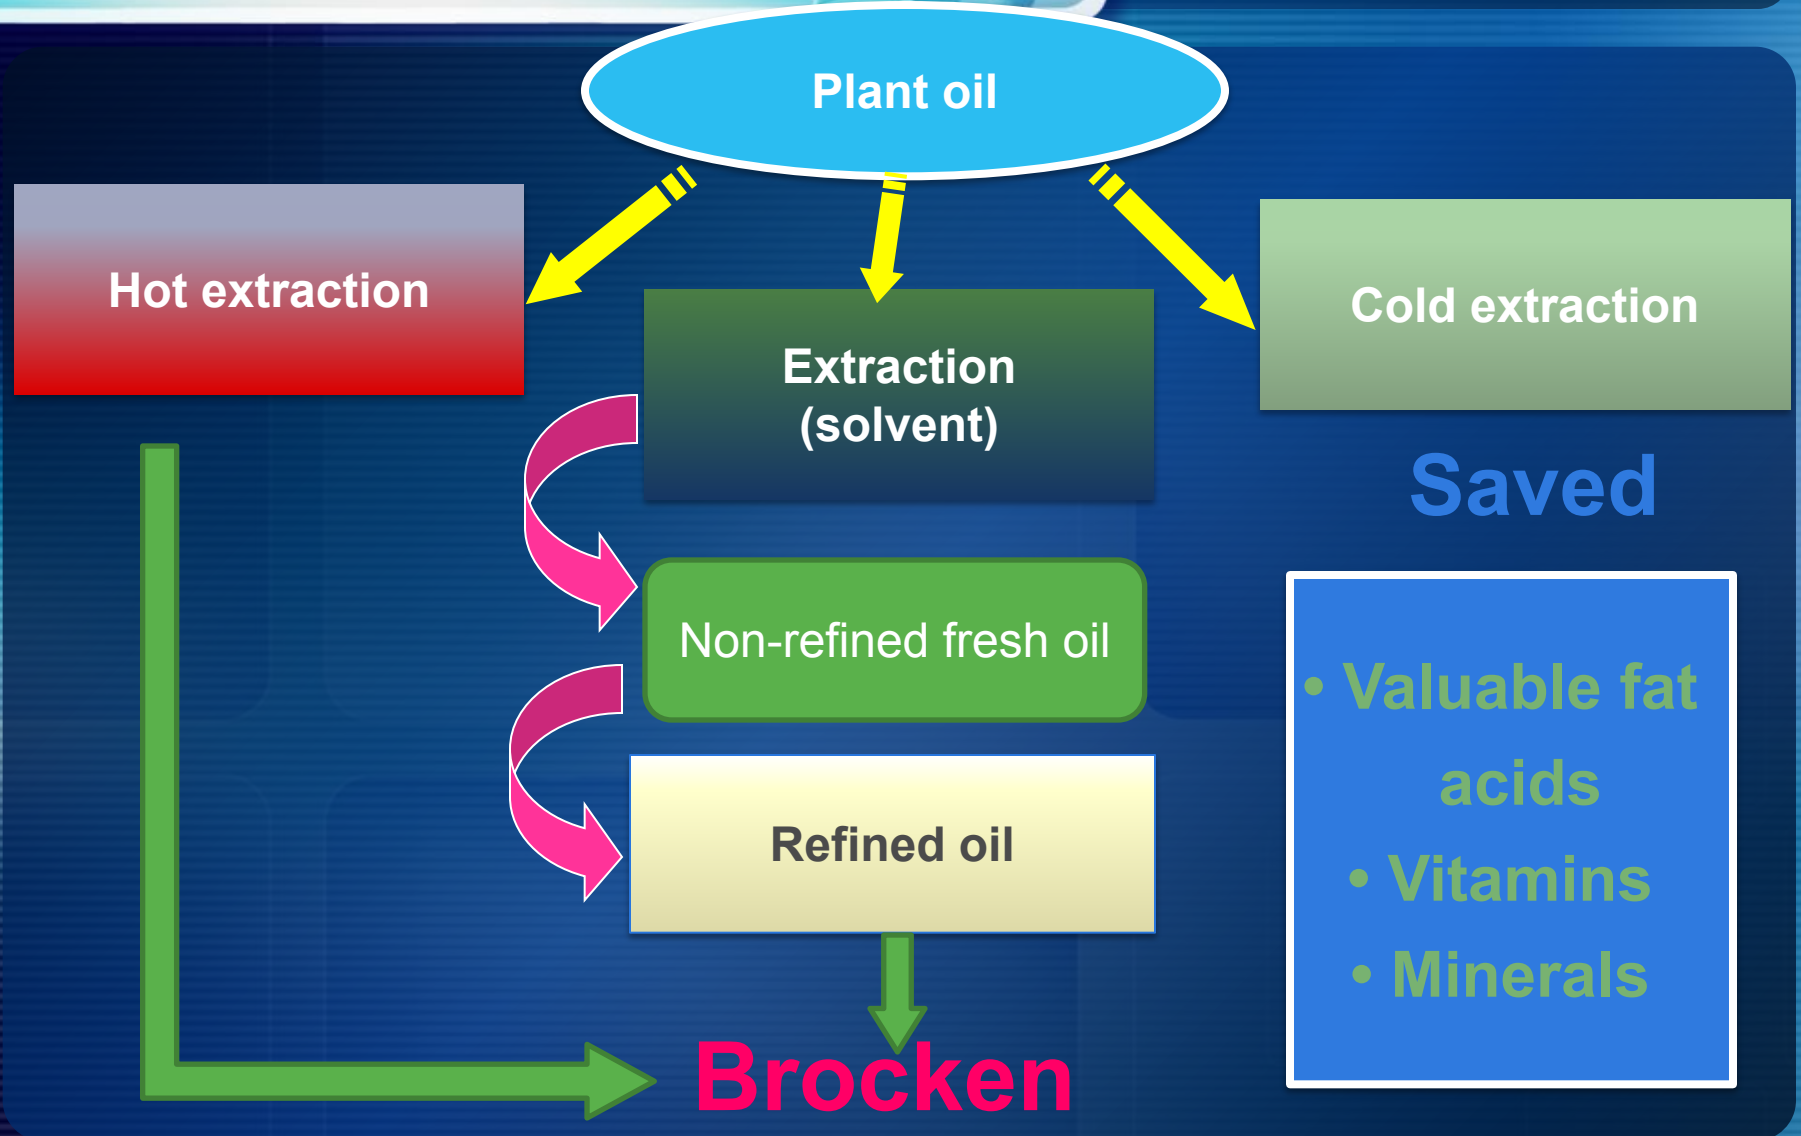 Plant oil
Hot extraction
Extraction
(solvent)
Cold extraction
Saved
Non-refined fresh oil
• Valuable fat
acids
• Vitamins
• Minerals
Refined oil
Brocken